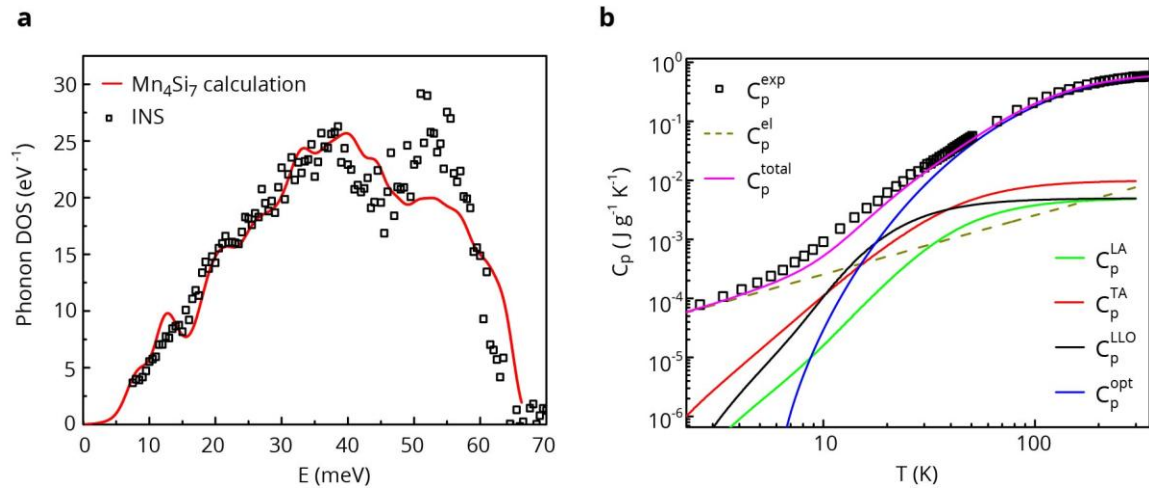 a
Phonon DOS (eV⁻¹)
30
25
20
15
10
5
0
Mn₄Si₇ calculation
INS
0 10 20 30 40 50 60 70
E (meV)
b
Cₚ (J g⁻¹ K⁻¹)
10⁰
10⁻¹
10⁻²
10⁻³
10⁻⁴
10⁻⁵
10⁻⁶
Cₚᵉˣᵖ
Cₚᵉˡ
Cₚᵗᵒᵗᵃˡ
Cₚᴸᴬ
Cₚᵀᴬ
Cₚᴸᴸᴼ
Cₚᵒᵖᵗ
10 100
T (K)